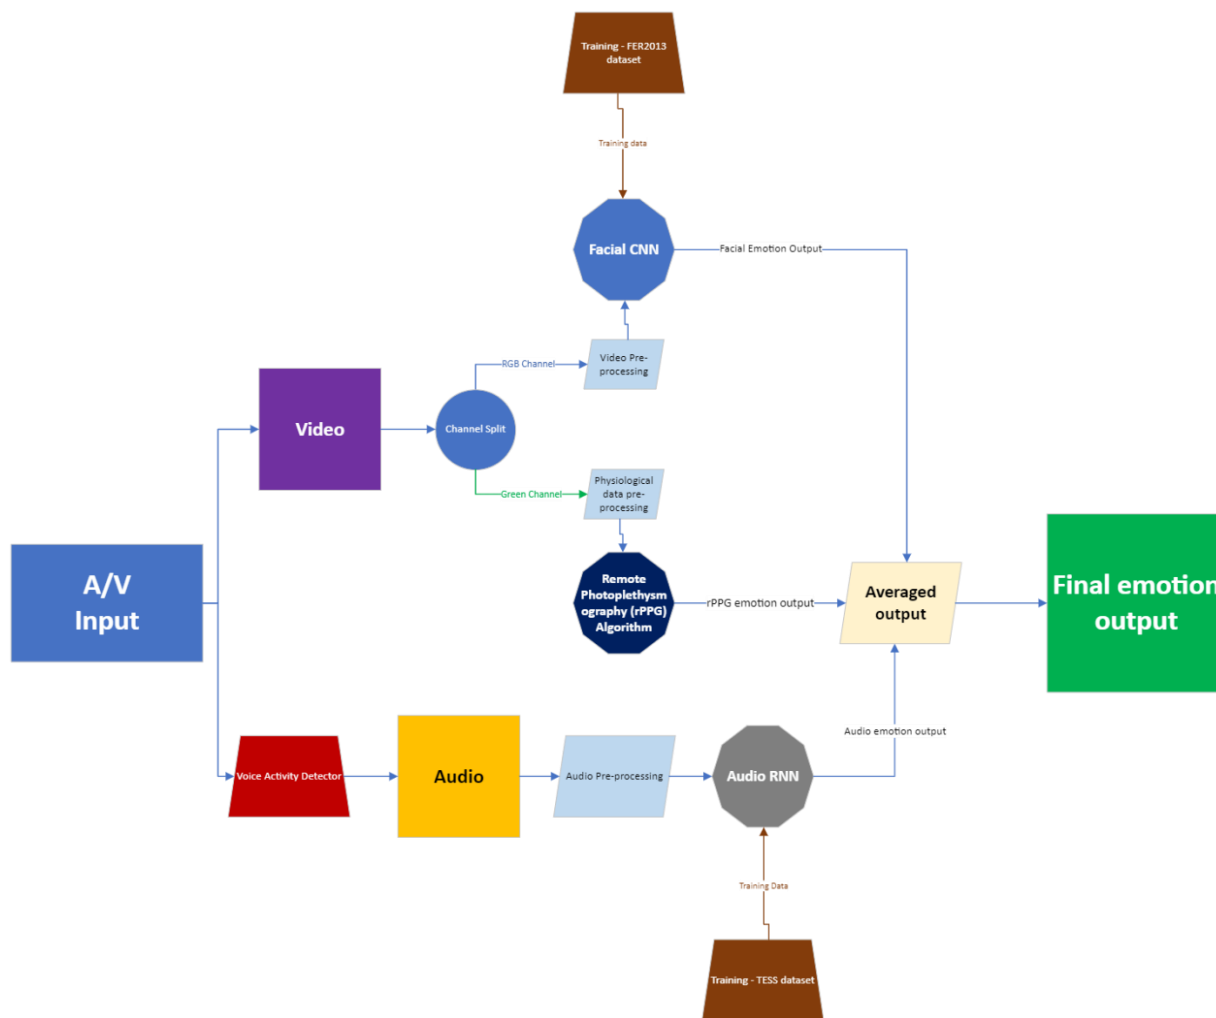 Training - FER2013
dataset
Training data
Facial CNN
Facial Emotion Output
RGB Channel
Video Pre-
processing
Video
Channel Split
Green Channel
Physiological
data pre-
processing
A/V
Input
Remote
Photoplethysm
ography (rPPG)
Algorithm
rPPG emotion output
Averaged
output
Final emotion
output
Audio emotion output
Voice Activity Detector
Audio
Audio Pre-processing
Audio RNN
Training Data
Training - TESS dataset